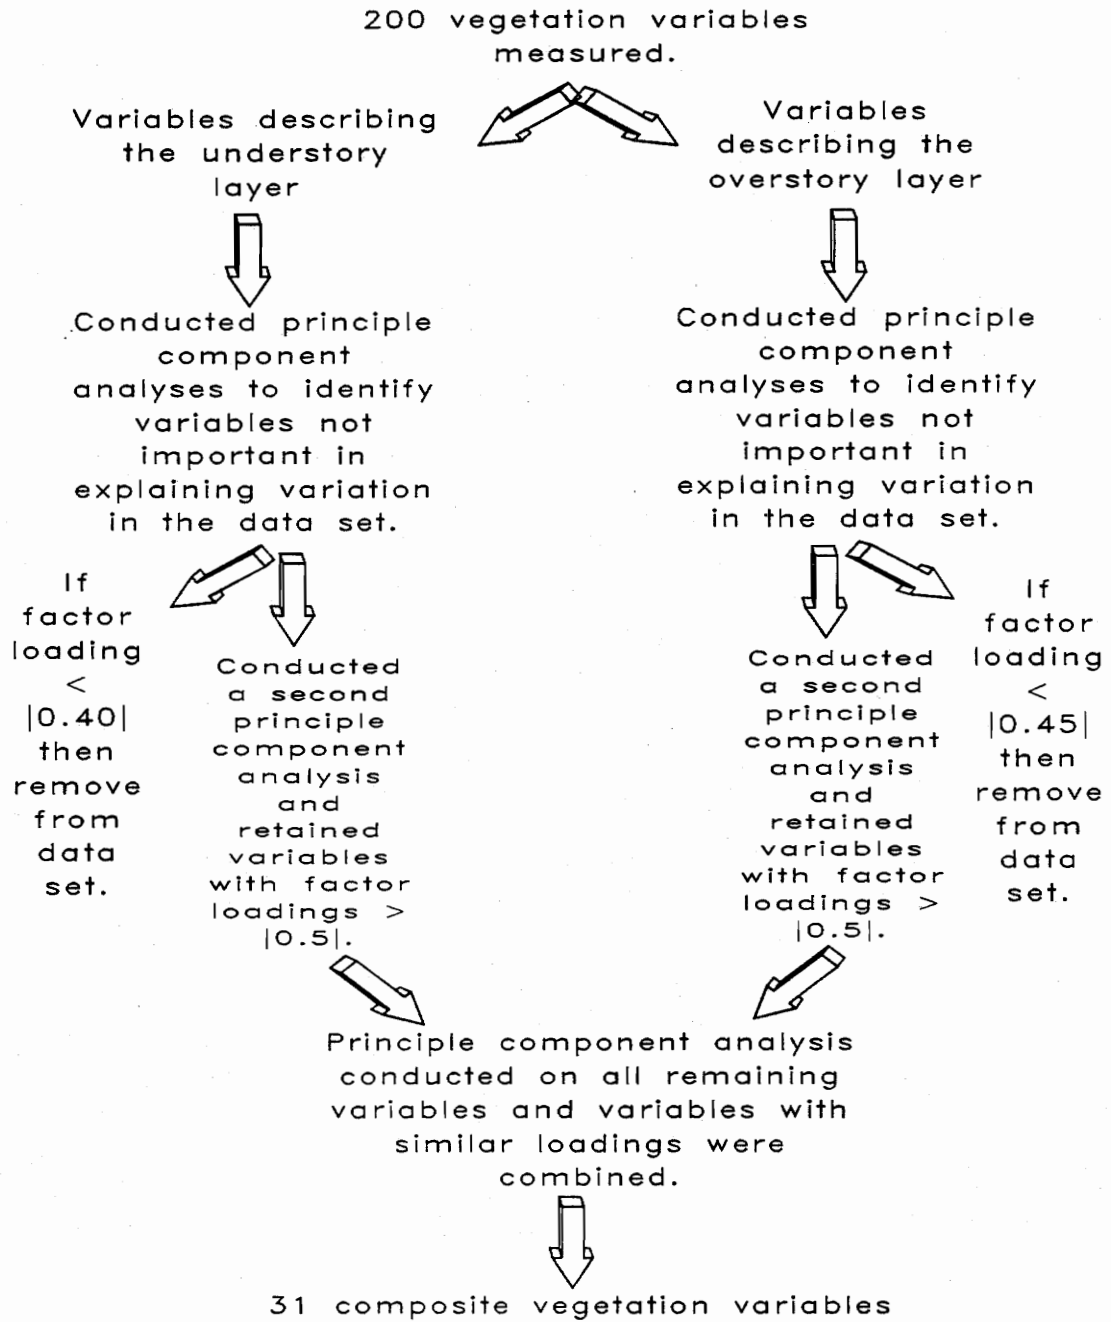 200 vegetation variables
measured.
Variables describing
the understory
layer
Variables
describing the
overstory layer
Conducted principle
component
analyses to identify
variables not
important in
explaining variation
in the data set.
Conducted principle
component
analyses to identify
variables not
important in
explaining variation
in the data set.
If
factor
loading
<
|0.40|
then
remove
from
data
set.
Conducted
a second
principle
component
analysis
and
retained
variables
with factor
loadings >
|0.5|.
Conducted
a second
principle
component
analysis
and
retained
variables
with factor
loadings >
|0.5|.
If
factor
loading
<
|0.45|
then
remove
from
data
set.
Principle component analysis
conducted on all remaining
variables and variables with
similar loadings were
combined.
31 composite vegetation variables